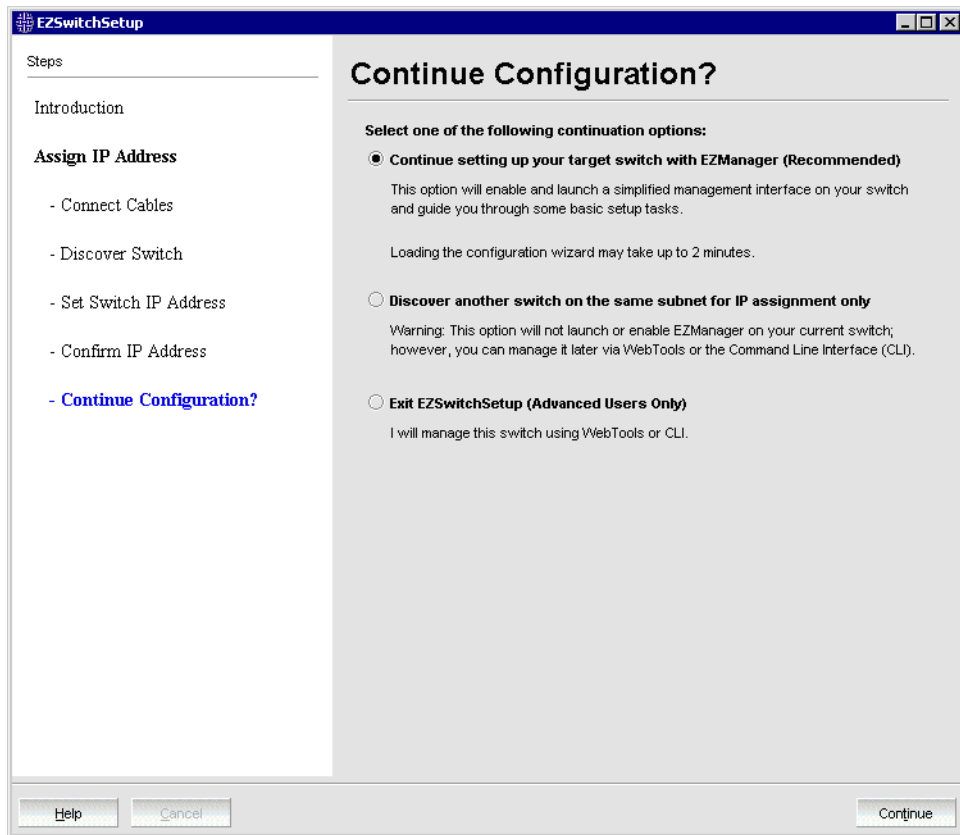 EZSwitchSetup
Steps
Introduction
Assign IP Address
- Connect Cables
- Discover Switch
- Set Switch IP Address
- Confirm IP Address
- Continue Configuration?
Continue Configuration?
Select one of the following continuation options:
Continue setting up your target switch with EZManager (Recommended)
This option will enable and launch a simplified management interface on your switch
and guide you through some basic setup tasks.
Loading the configuration wizard may take up to 2 minutes.
Discover another switch on the same subnet for IP assignment only
Warning: This option will not launch or enable EZManager on your current switch;
however, you can manage it later via WebTools or the Command Line Interface (CLI).
Exit EZSwitchSetup (Advanced Users Only)
I will manage this switch using WebTools or CLI.
Help
Cancel
Continue